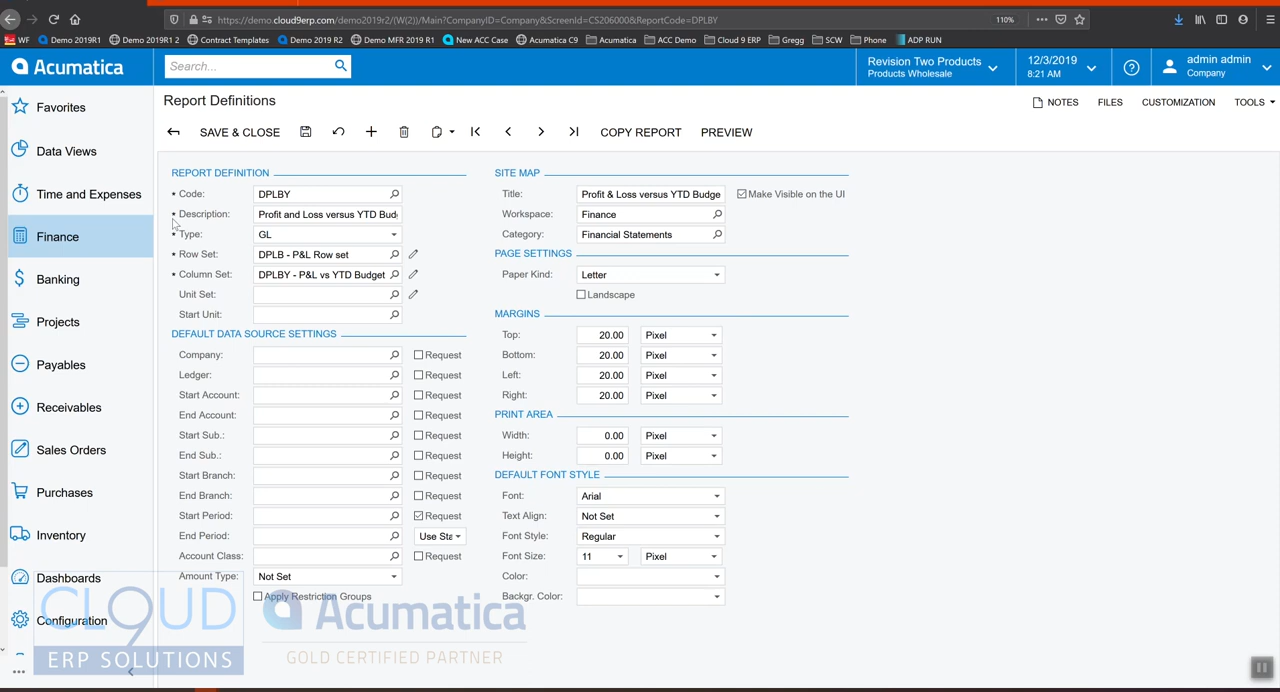 https://demo.cloud9erp.com/demo2019r2/(W(2))/Main?CompanyID=Company&ScreenId=CS206000&ReportCode=DPLBY 110%
WF Demo 2019R1 Demo 2019R1 2 Contract Templates Demo 2019 R2 Demo MFR 2019 R1 New ACC Case Acumatica C9 Acumatica ACC Demo Cloud 9 ERP Gregg SCW Phone ADP RUN
Acumatica
Search...
Revision Two Products
Products Wholesale
12/3/2019
8:21 AM
admin admin
Company
Favorites
Data Views
Time and Expenses
Finance
Banking
Projects
Payables
Receivables
Sales Orders
Purchases
Inventory
Dashboards
Configuration
Report Definitions
NOTES FILES CUSTOMIZATION TOOLS
SAVE & CLOSE COPY REPORT PREVIEW
REPORT DEFINITION
Code: DPLBY
Description: Profit and Loss versus YTD Bud
Type: GL
Row Set: DPLB - P&L Row set
Column Set: DPLBY - P&L vs YTD Budget
Unit Set:
Start Unit:
DEFAULT DATA SOURCE SETTINGS
Company: Request
Ledger: Request
Start Account: Request
End Account: Request
Start Sub.: Request
End Sub.: Request
Start Branch: Request
End Branch: Request
Start Period: Request
End Period: Use Sta
Account Class: Request
Amount Type: Not Set
Apply Restriction Groups
SITE MAP
Title: Profit & Loss versus YTD Budge Make Visible on the UI
Workspace: Finance
Category: Financial Statements
PAGE SETTINGS
Paper Kind: Letter
Landscape
MARGINS
Top: 20.00 Pixel
Bottom: 20.00 Pixel
Left: 20.00 Pixel
Right: 20.00 Pixel
PRINT AREA
Width: 0.00 Pixel
Height: 0.00 Pixel
DEFAULT FONT STYLE
Font: Arial
Text Align: Not Set
Font Style: Regular
Font Size: 11 Pixel
Color:
Backgr. Color:
CLOUD 9
ERP SOLUTIONS
Acumatica
GOLD CERTIFIED PARTNER